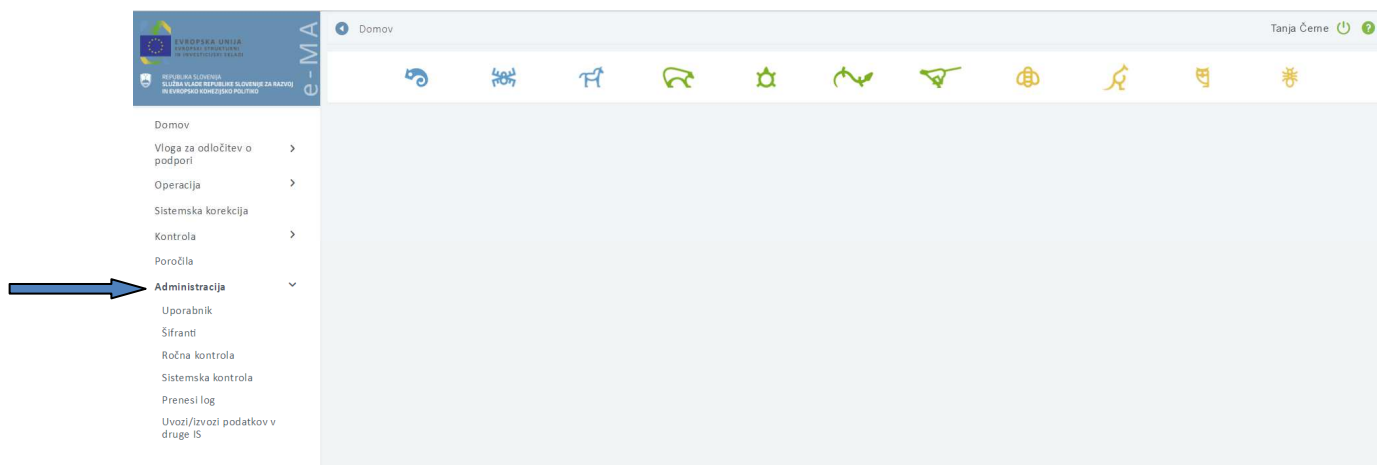 EVROPSKA UNIJA
EVROPSKI STRUKTURNI
IN INVESTICIJSKI SKLADI
REPUBLIKA SLOVENIJA
SLUŽBA VLADE REPUBLIKE SLOVENIJE ZA RAZVOJ
IN EVROPSKO KOHEZIJSKO POLITIKO
e-MA
Domov
Tanja Černe
Domov
Vloga za odločitev o
podpori
Operacija
Sistemska korekcija
Kontrola
Poročila
Administracija
Uporabnik
Šifranti
Ročna kontrola
Sistemska kontrola
Prenesi log
Uvozi/izvozi podatkov v
druge IS